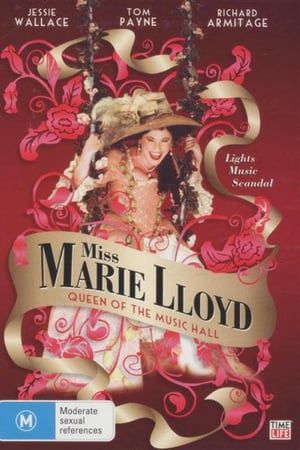 JESSIE WALLACE
TOM PAYNE
RICHARD ARMITAGE
Lights
Music
Scandal
Miss
MARIE LLOYD
QUEEN OF THE MUSIC HALL
M
Moderate
sexual
references
TIME
LIFE